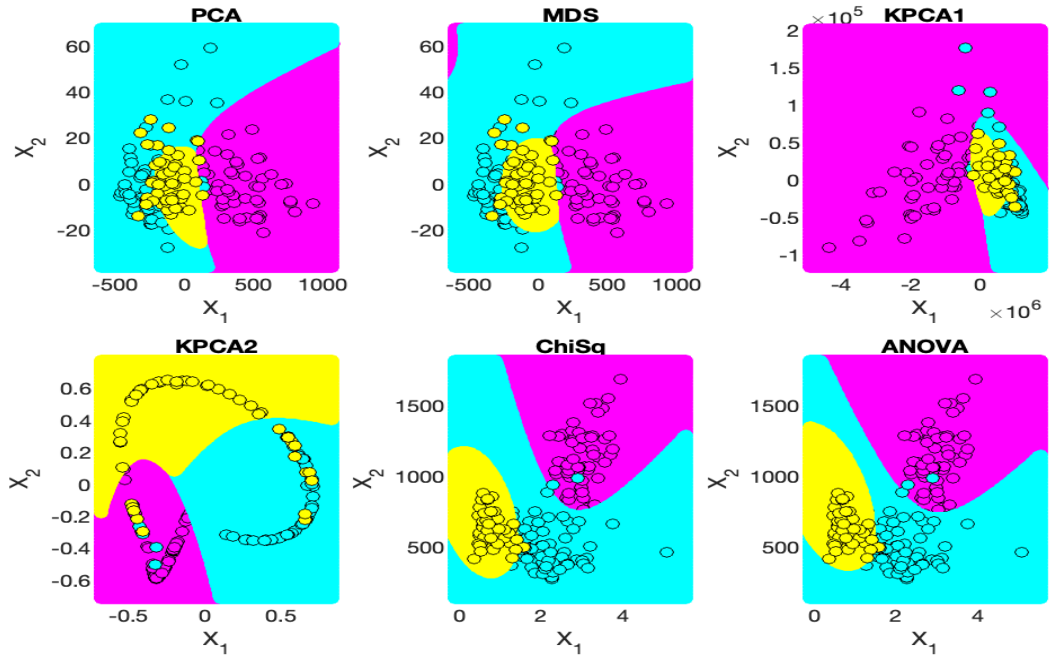 PCA
60
40
20
0
-20
X2
-500 0 500 1000
X1
MDS
60
40
20
0
-20
X2
-500 0 500 1000
X1
×10^5
KPCA1
2
1.5
1
0.5
0
-0.5
-1
X2
-4 -2 0
X1
×10^6
KPCA2
0.6
0.4
0.2
0
-0.2
-0.4
-0.6
X2
-0.5 0 0.5
X1
ChiSq
1500
1000
500
X2
0 2 4
X1
ANOVA
1500
1000
500
X2
0 2 4
X1